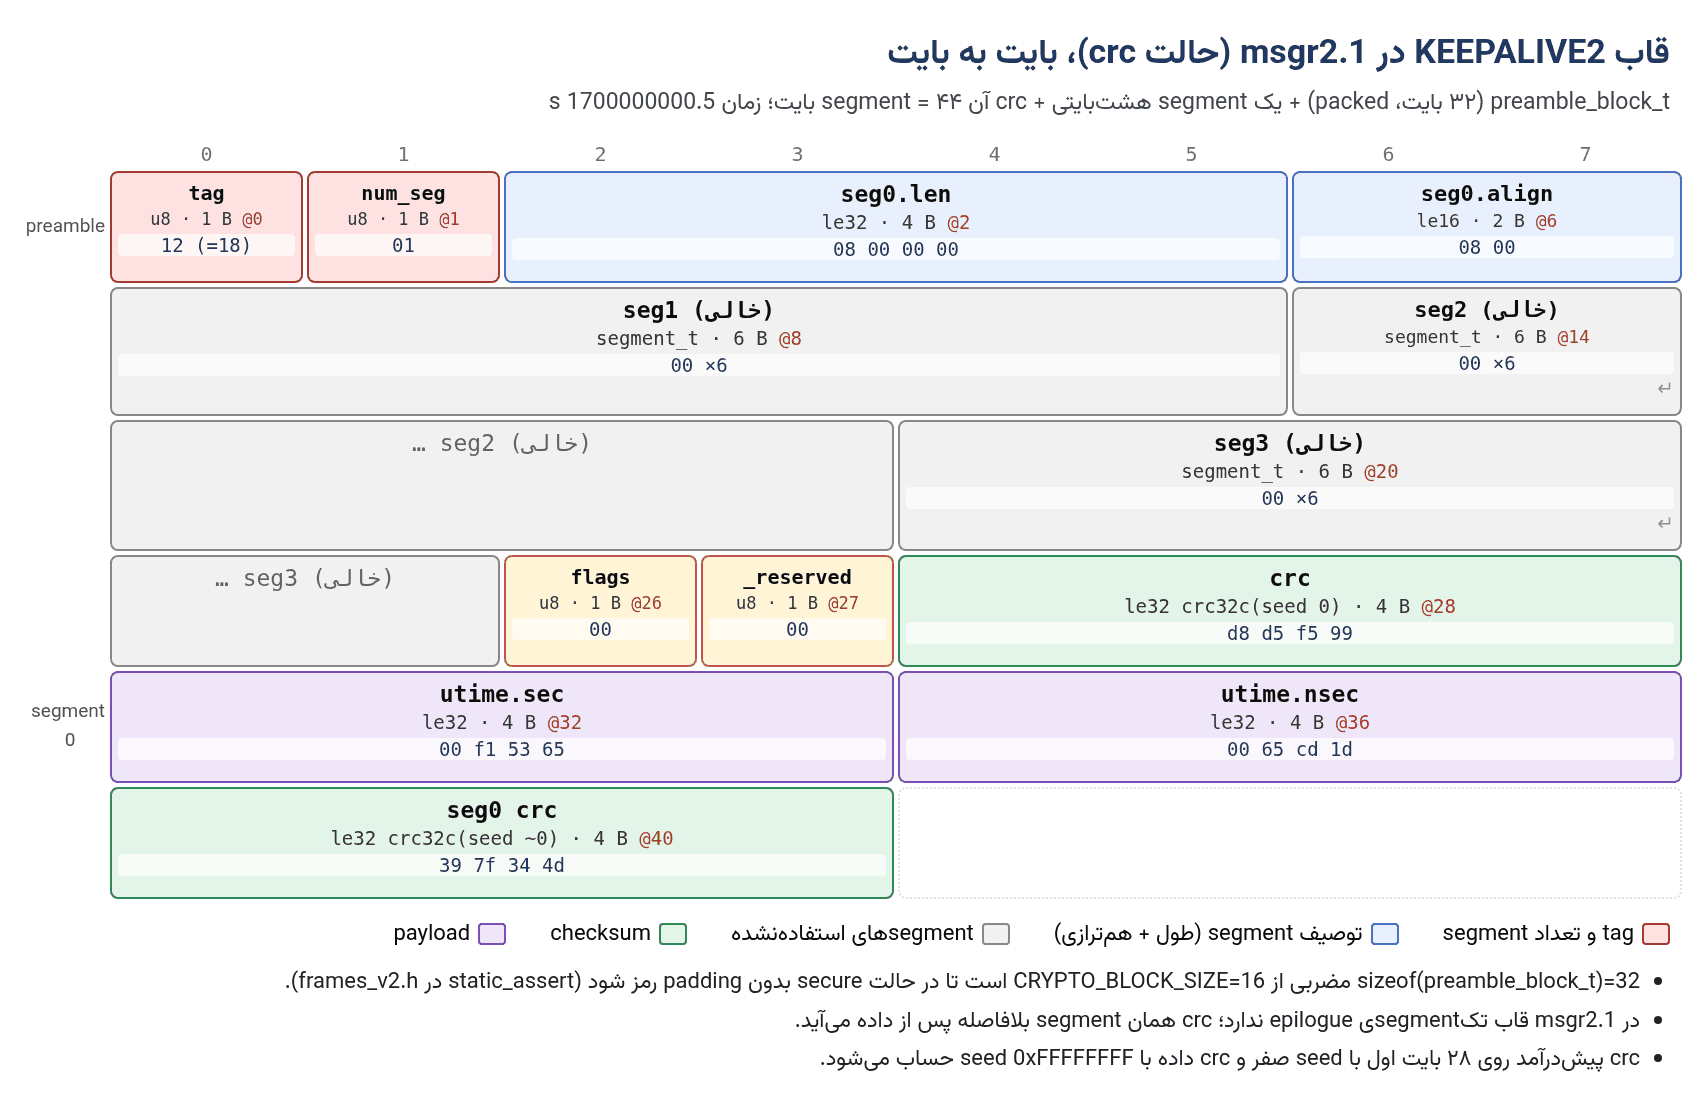 قاب KEEPALIVE2 در msgr2.1 (حالت crc)، بایت به بایت
preamble_block_t (۳۲ بایت، packed) + یک segment هشت‌بایتی + crc آن segment = ۴۴ بایت؛ زمان 1700000000.5 s
0 1 2 3 4 5 6 7
preamble
tag
u8 · 1 B @0
12 (=18)
num_seg
u8 · 1 B @1
01
seg0.len
le32 · 4 B @2
08 00 00 00
seg0.align
le16 · 2 B @6
08 00
seg1 (خالی)
segment_t · 6 B @8
00 ×6
seg2 (خالی)
segment_t · 6 B @14
00 ×6
↵
… seg2 (خالی)
seg3 (خالی)
segment_t · 6 B @20
00 ×6
↵
… seg3 (خالی)
flags
u8 · 1 B @26
00
_reserved
u8 · 1 B @27
00
crc
le32 crc32c(seed 0) · 4 B @28
d8 d5 f5 99
segment
0
utime.sec
le32 · 4 B @32
00 f1 53 65
utime.nsec
le32 · 4 B @36
00 65 cd 1d
seg0 crc
le32 crc32c(seed ~0) · 4 B @40
39 7f 34 4d
tag و تعداد segment
توصیف segment (طول + هم‌ترازی)
segmentهای استفاده‌نشده
checksum
payload
• sizeof(preamble_block_t)=32 مضربی از CRYPTO_BLOCK_SIZE=16 است تا در حالت secure بدون padding رمز شود (static_assert در frames_v2.h).
• در msgr2.1 قاب تک‌segmentی epilogue ندارد؛ crc همان segment بلافاصله پس از داده می‌آید.
• crc پیش‌درآمد روی ۲۸ بایت اول با seed صفر و crc داده با seed 0xFFFFFFFF حساب می‌شود.